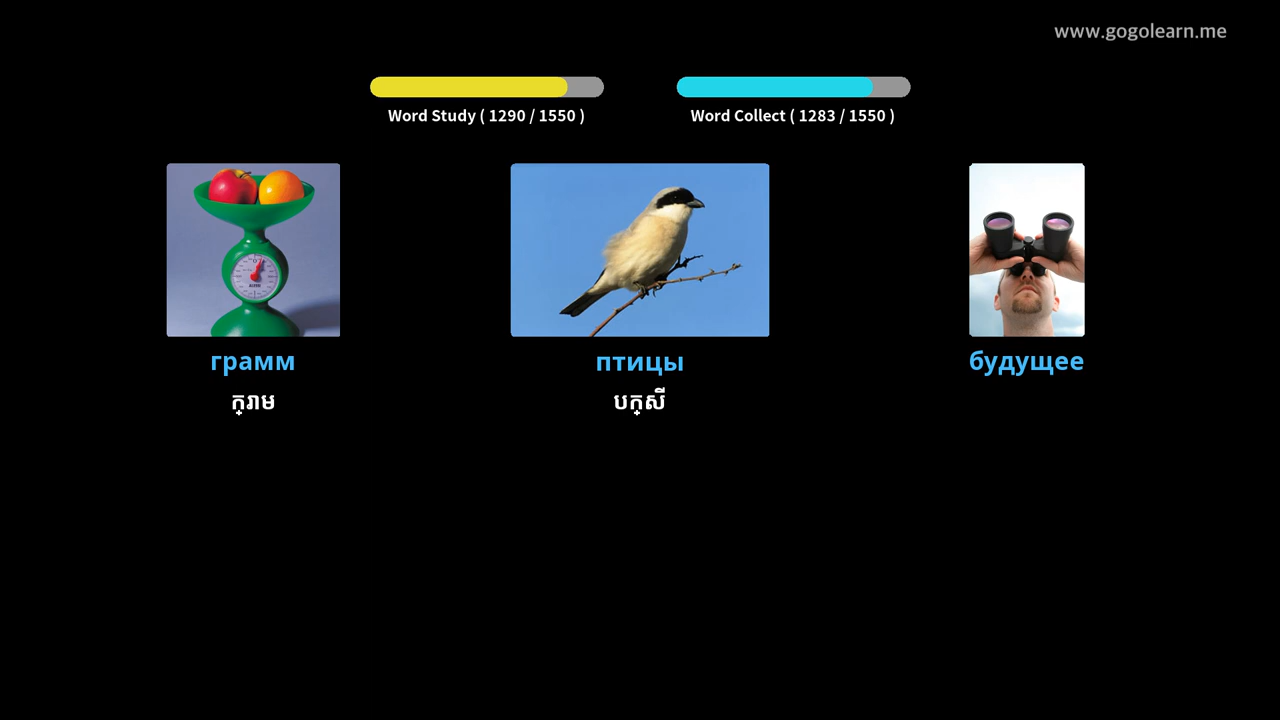 www.gogolearn.me
Word Study ( 1290 / 1550 )
Word Collect ( 1283 / 1550 )
грамм
птицы
будущее
ក្រាម
បក្សី